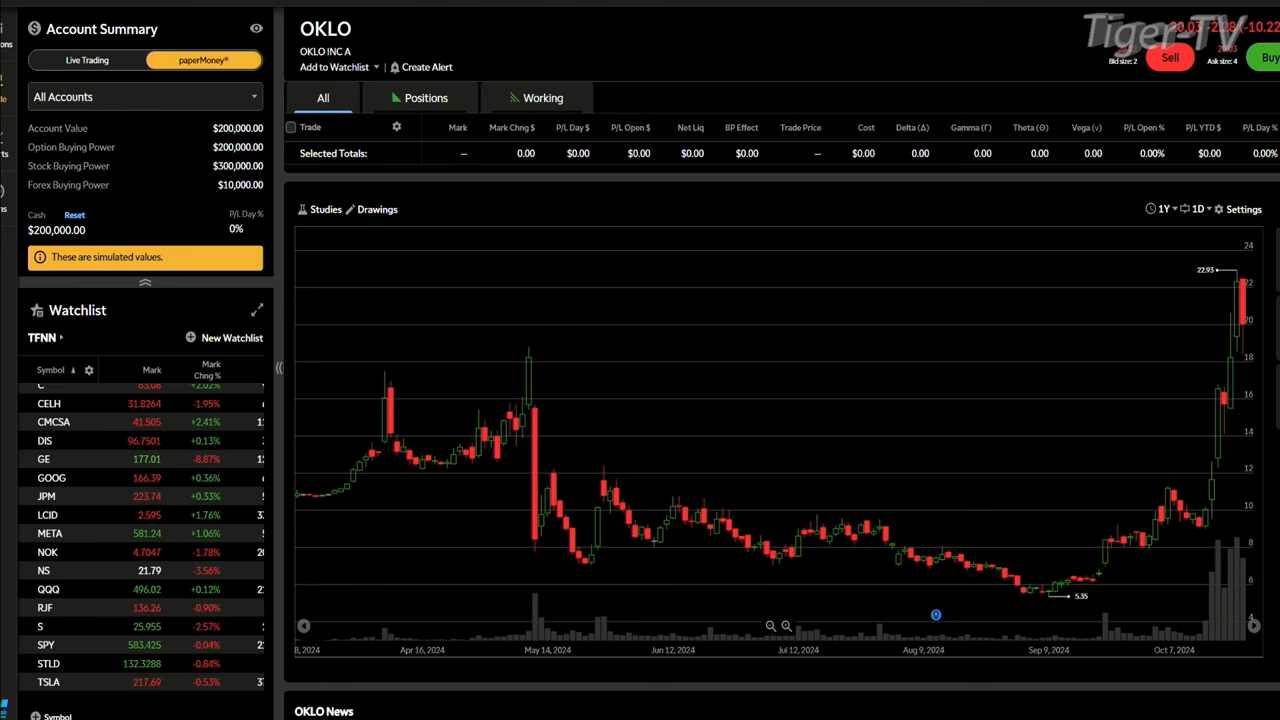 Account Summary
Live Trading paperMoney®
All Accounts
Account Value $200,000.00
Option Buying Power $200,000.00
Stock Buying Power $300,000.00
Forex Buying Power $10,000.00
Cash Reset P/L Day %
$200,000.00 0%
These are simulated values.
Watchlist
TFNN New Watchlist
Symbol Mark Mark Chng %
C 63.08 +2.02%
CELH 31.8264 -1.95%
CMCSA 41.505 +2.41%
DIS 96.7501 +0.13%
GE 177.01 -8.87%
GOOG 166.39 +0.36%
JPM 223.74 +0.33%
LCID 2.595 +1.76%
META 581.24 +1.06%
NOK 4.7047 -1.78%
NS 21.79 -3.56%
QQQ 496.02 +0.12%
RJF 136.26 -0.90%
S 25.955 -2.57%
SPY 583.425 -0.04%
STLD 132.3288 -0.84%
TSLA 217.69 -0.53%
Symbol
OKLO
OKLO INC A
Add to Watchlist Create Alert
Tiger-TV
20.03 -2.28 (-10.22
Bid size: 2 Sell 20.03 Ask size: 4 Buy
All Positions Working
Trade Mark Mark Chng $ P/L Day $ P/L Open $ Net Liq BP Effect Trade Price Cost Delta (Δ) Gamma (Γ) Theta (Θ) Vega (ν) P/L Open % P/L YTD $ P/L Day %
Selected Totals: — 0.00 $0.00 $0.00 $0.00 $0.00 — $0.00 0.00 0.00 0.00 0.00 0.00% $0.00 0.00%
Studies Drawings 1Y 1D Settings
24
22.93
22
20
18
16
14
12
10
8
6
5.35
4
8, 2024 Apr 16, 2024 May 14, 2024 Jun 12, 2024 Jul 12, 2024 Aug 9, 2024 Sep 9, 2024 Oct 7, 2024
OKLO News